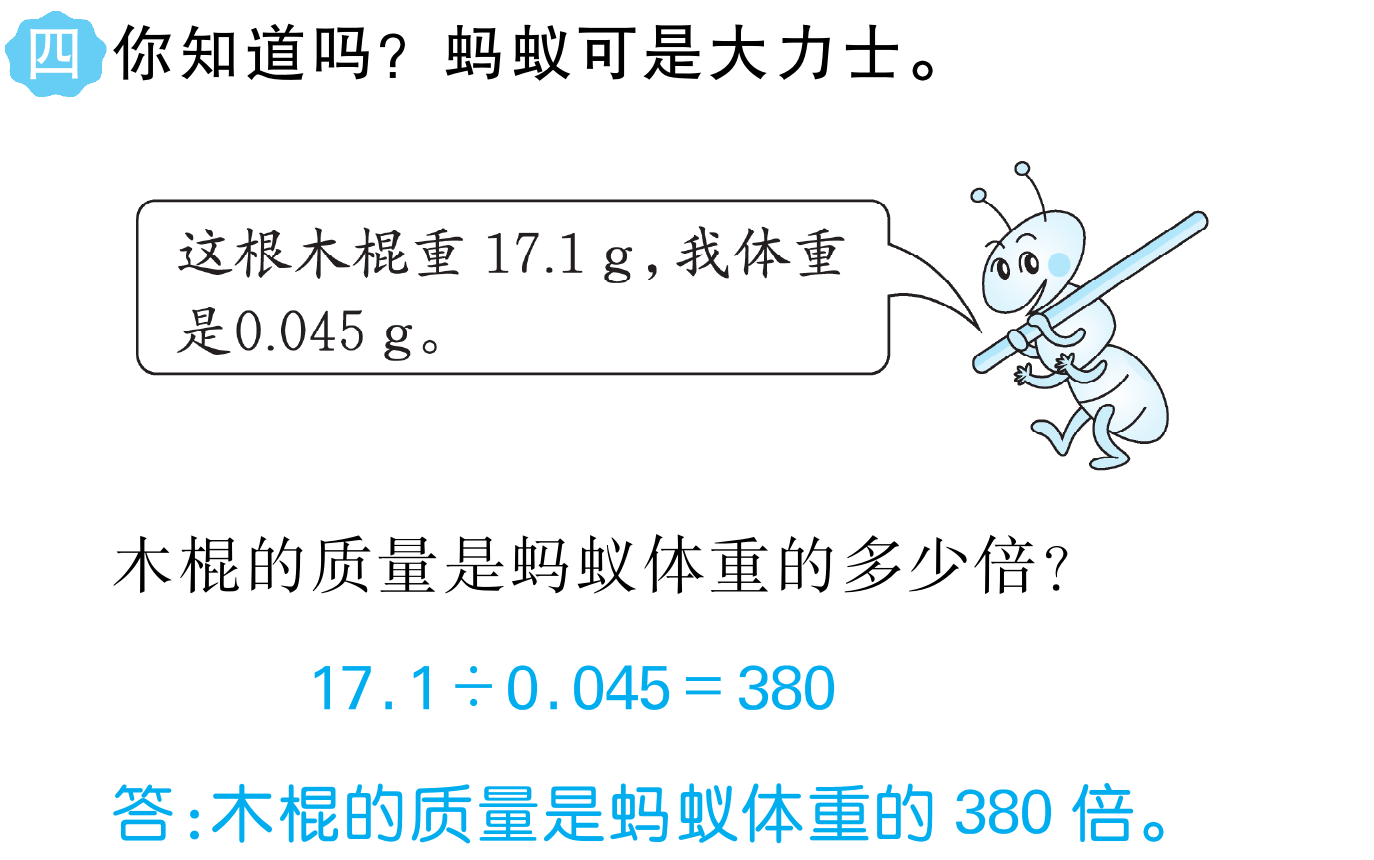 四 你知道吗？蚂蚁可是大力士。
这根木棍重 17.1 g，我体重
是0.045 g。
木棍的质量是蚂蚁体重的多少倍？
17.1÷0.045＝380
答：木棍的质量是蚂蚁体重的 380 倍。